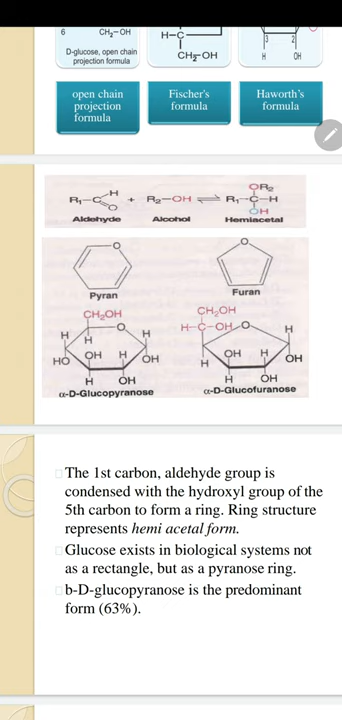 6 CH₂–OH
D-glucose, open chain
projection formula
H–C
CH₂–OH
3 2
H OH
open chain
projection
formula
Fischer's
formula
Haworth's
formula
R₁–C H O + R₂–OH ⇌ R₁–C–H OR₂ OH
Aldehyde Alcohol Hemiacetal
O
Pyran
O
Furan
CH₂OH
H O H
H
HO OH H OH
H OH
α-D-Glucopyranose
CH₂OH
H–C–OH O H
OH H
H OH
H OH
α-D-Glucofuranose
The 1st carbon, aldehyde group is
condensed with the hydroxyl group of the
5th carbon to form a ring. Ring structure
represents hemi acetal form.
Glucose exists in biological systems not
as a rectangle, but as a pyranose ring.
b-D-glucopyranose is the predominant
form (63%).